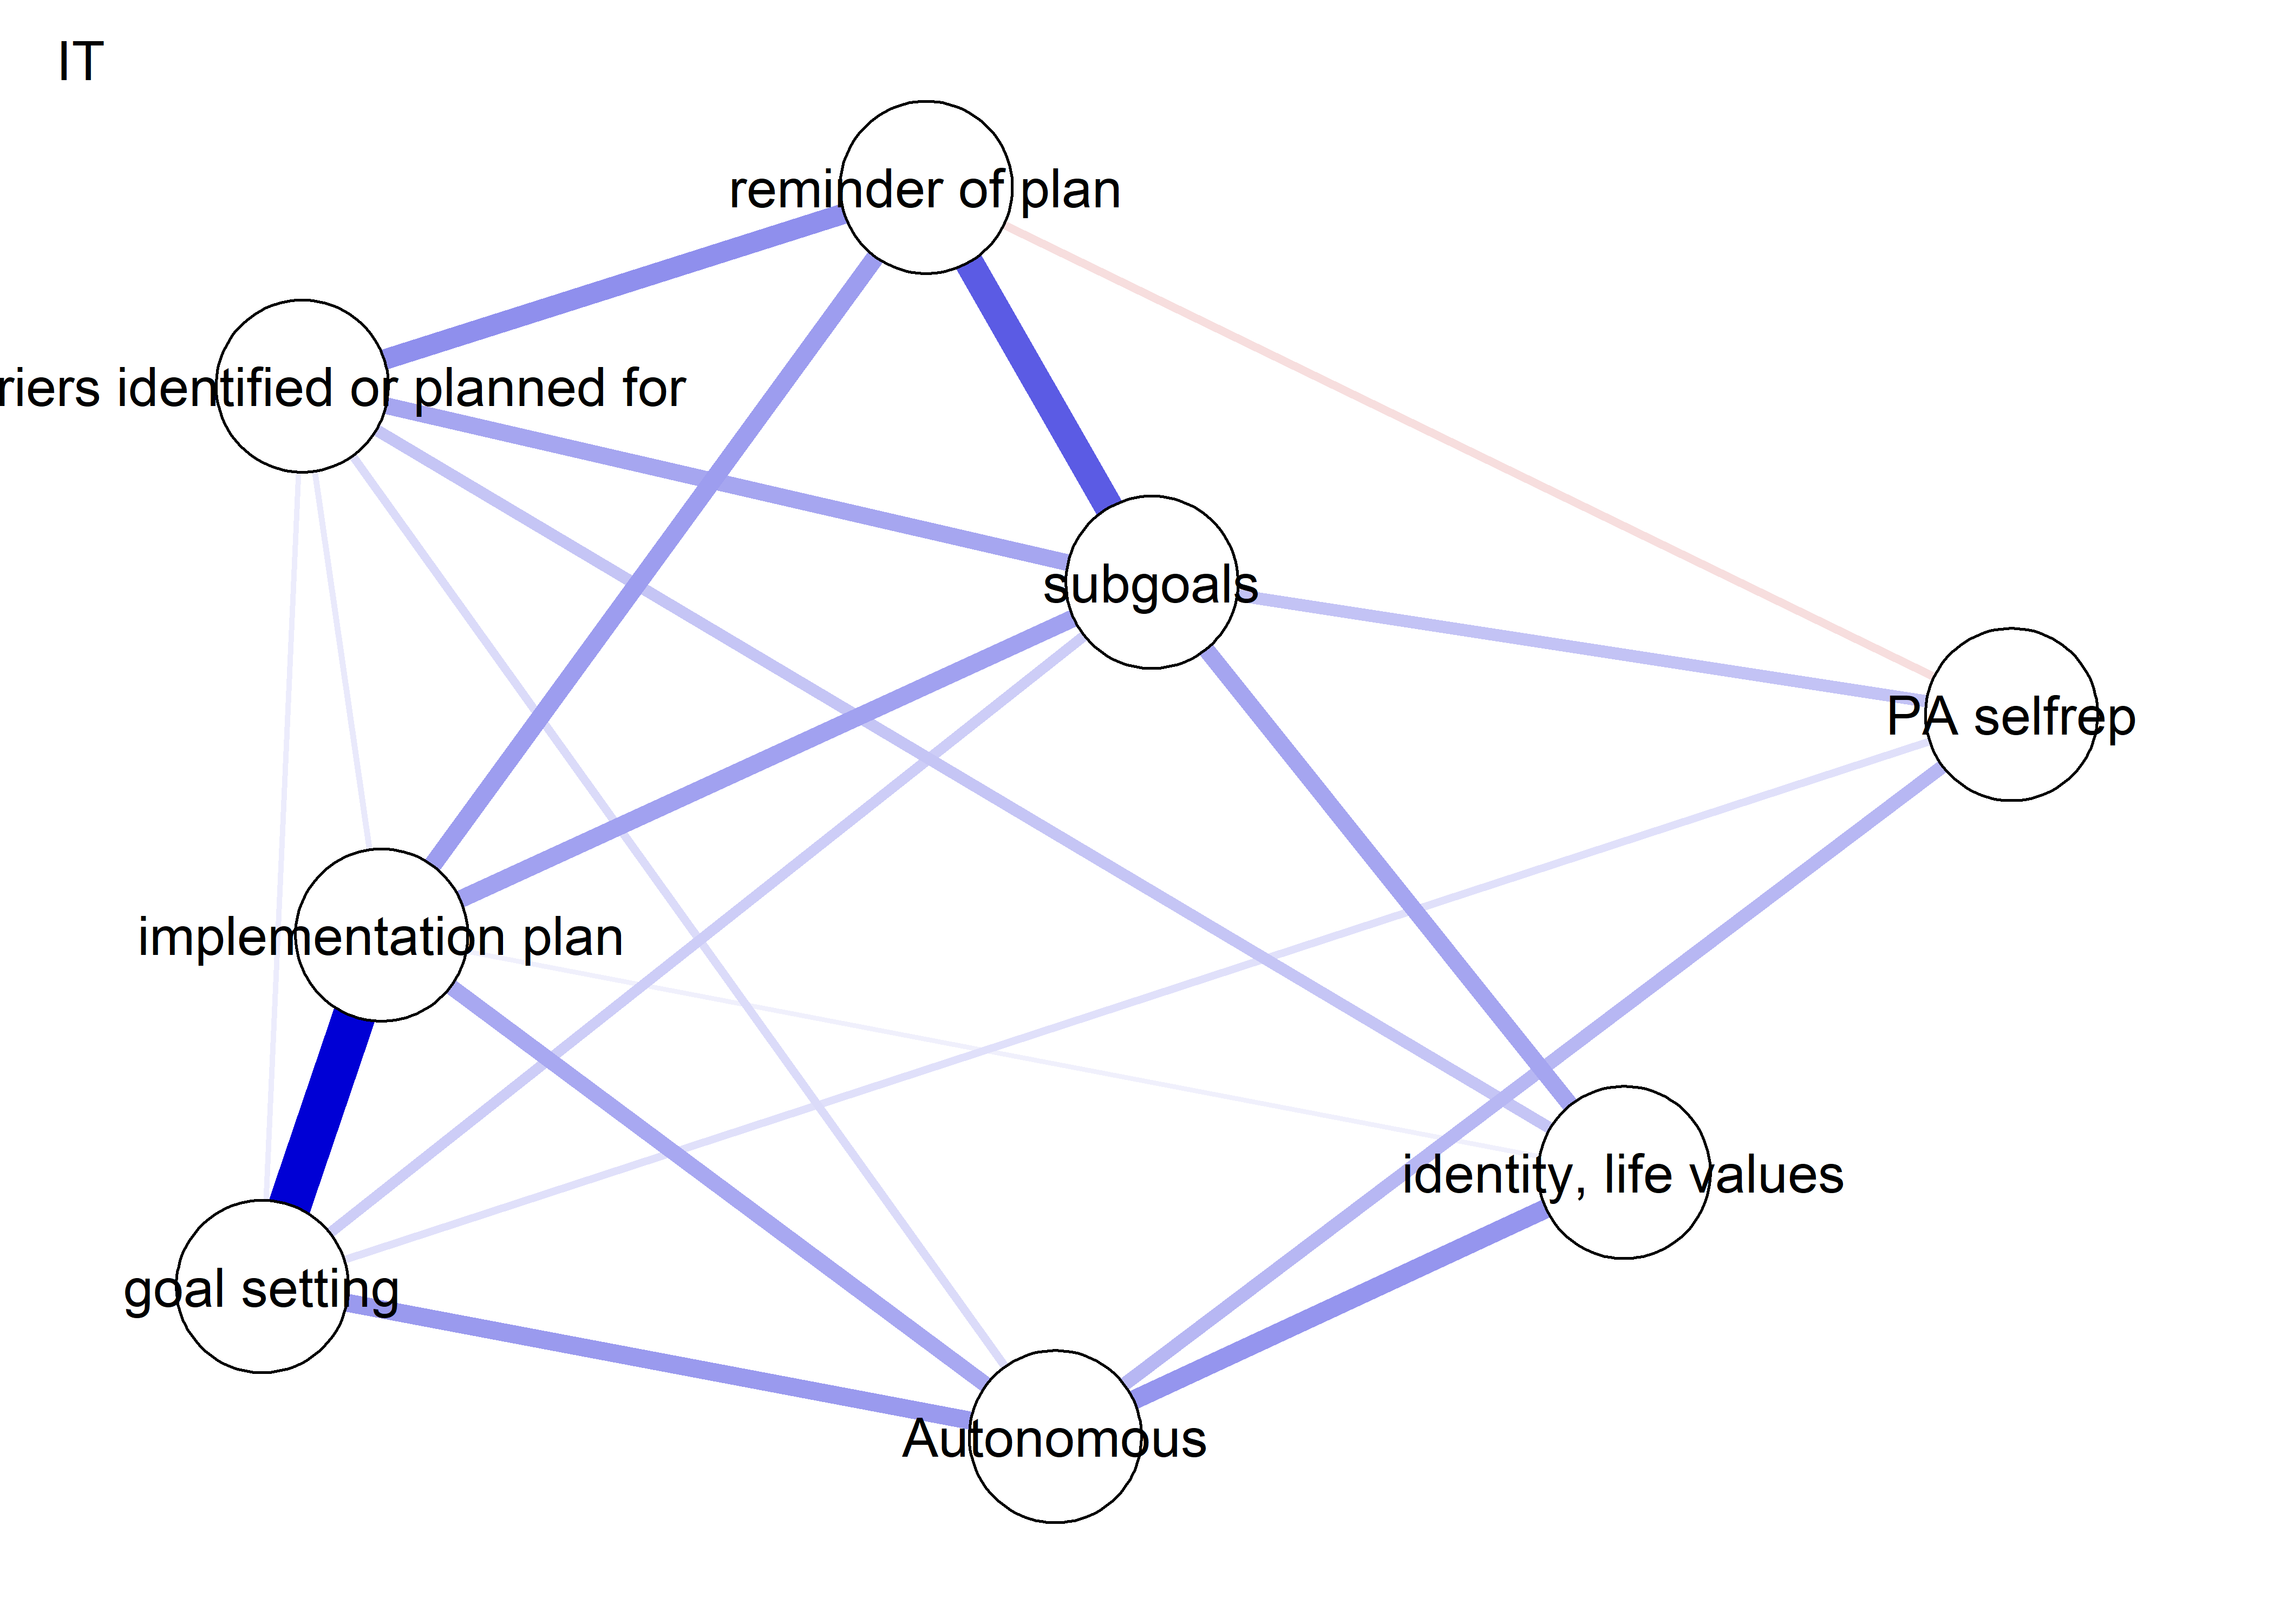 IT
reminder of plan
riers identified or planned for
subgoals
PA selfrep
implementation plan
identity, life values
goal setting
Autonomous